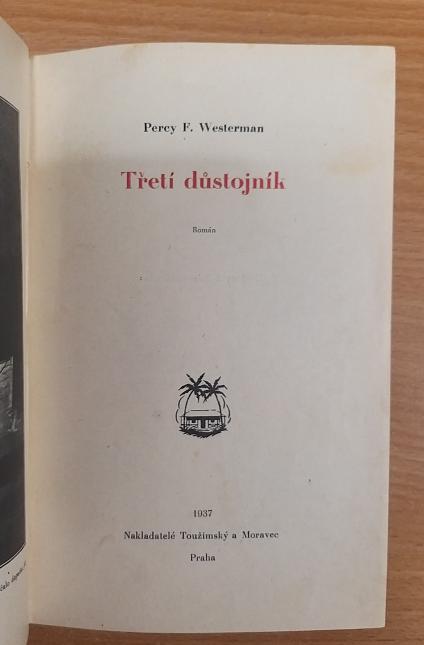 Percy F. Westerman
Třetí důstojník
Román
1937
Nakladatelé Toužimský a Moravec
Praha